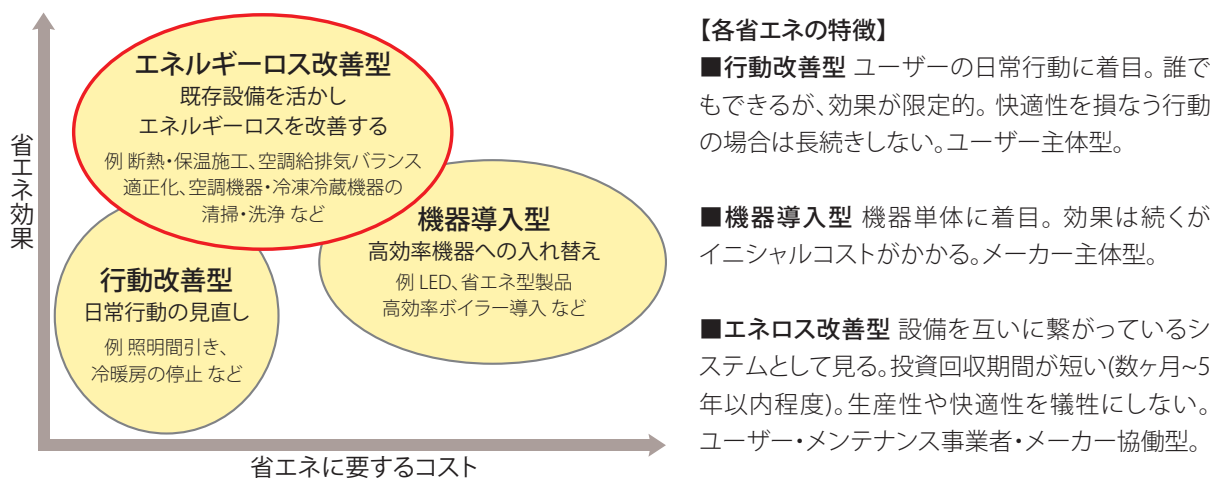 省エネ効果
エネルギーロス改善型
既存設備を活かし
エネルギーロスを改善する
例 断熱・保温施工、空調給排気バランス
適正化、空調機器・冷凍冷蔵機器の
清掃・洗浄 など
機器導入型
高効率機器への入れ替え
例 LED、省エネ型製品
高効率ボイラー導入 など
行動改善型
日常行動の見直し
例 照明間引き、
冷暖房の停止 など
省エネに要するコスト
【各省エネの特徴】
■行動改善型 ユーザーの日常行動に着目。誰で
もできるが、効果が限定的。快適性を損なう行動
の場合は長続きしない。ユーザー主体型。
■機器導入型 機器単体に着目。効果は続くが
イニシャルコストがかかる。メーカー主体型。
■エネロス改善型 設備を互いに繋がっているシ
ステムとして見る。投資回収期間が短い(数ヶ月~5
年以内程度)。生産性や快適性を犠牲にしない。
ユーザー・メンテナンス事業者・メーカー協働型。